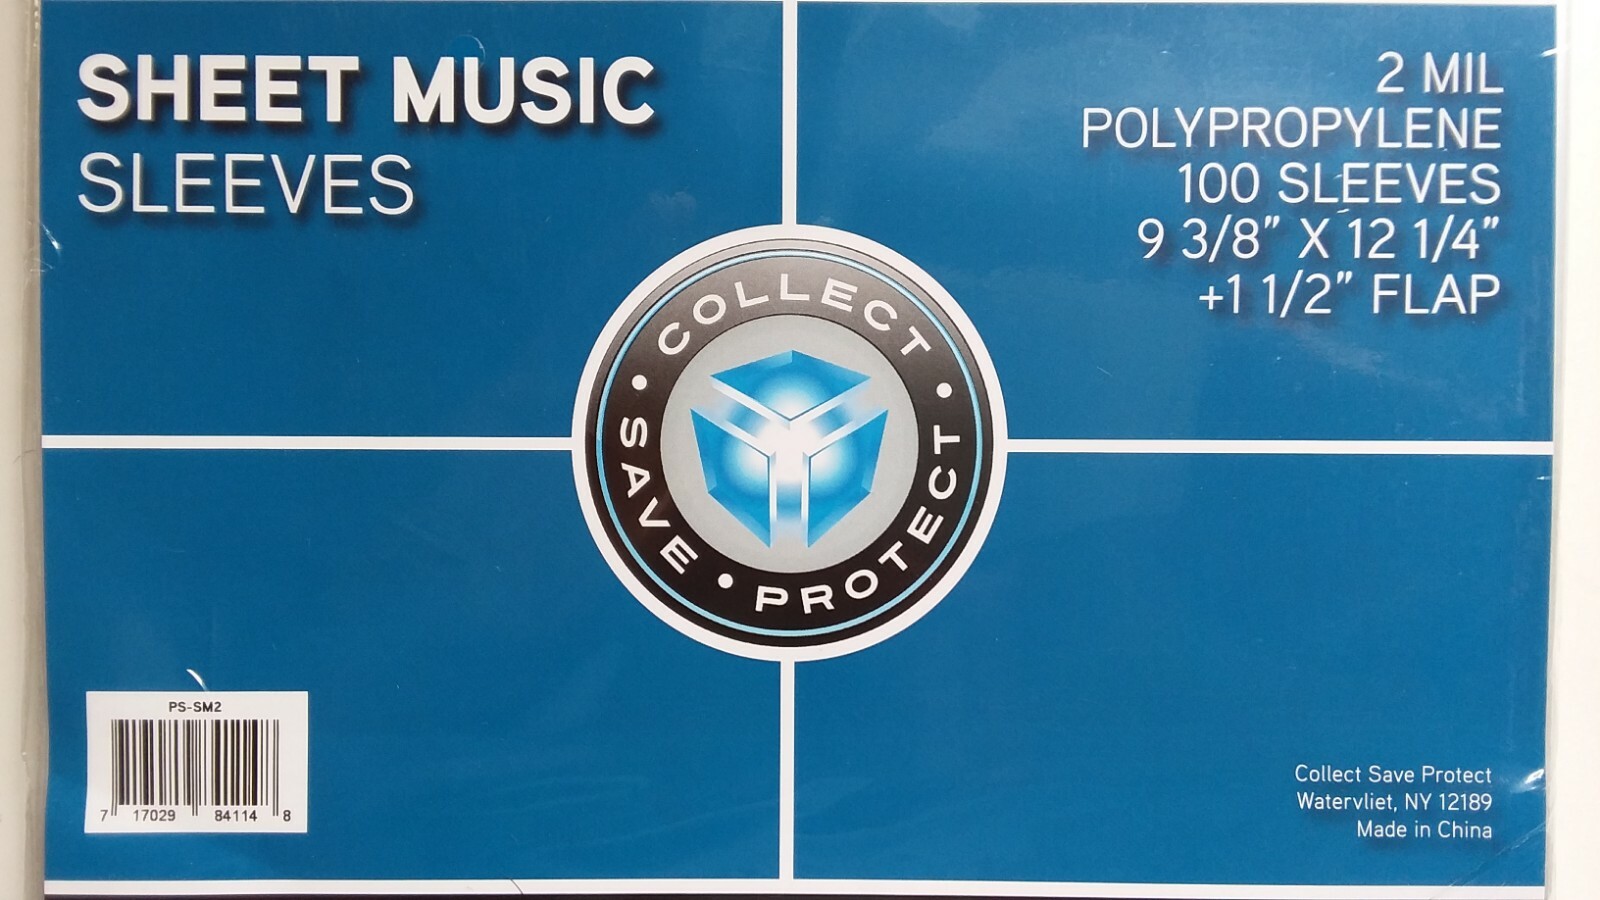 SHEET MUSIC
SLEEVES
2 MIL
POLYPROPYLENE
100 SLEEVES
9 3/8” X 12 1/4”
+1 1/2” FLAP
COLLECT • PROTECT • SAVE •
PS-SM2
7 17029 84114 8
Collect Save Protect
Watervliet, NY 12189
Made in China